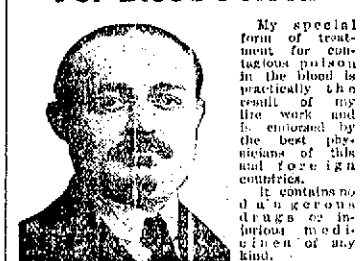 My special
form of treat-
ment for con-
tagious poison
in the blood is
practically the
result of my
life work and
is endorsed by
the best phy-
sicians of this
and foreign
countries.
It contains no
dangerous
drugs or in-
jurious medi-
cines of any
kind.